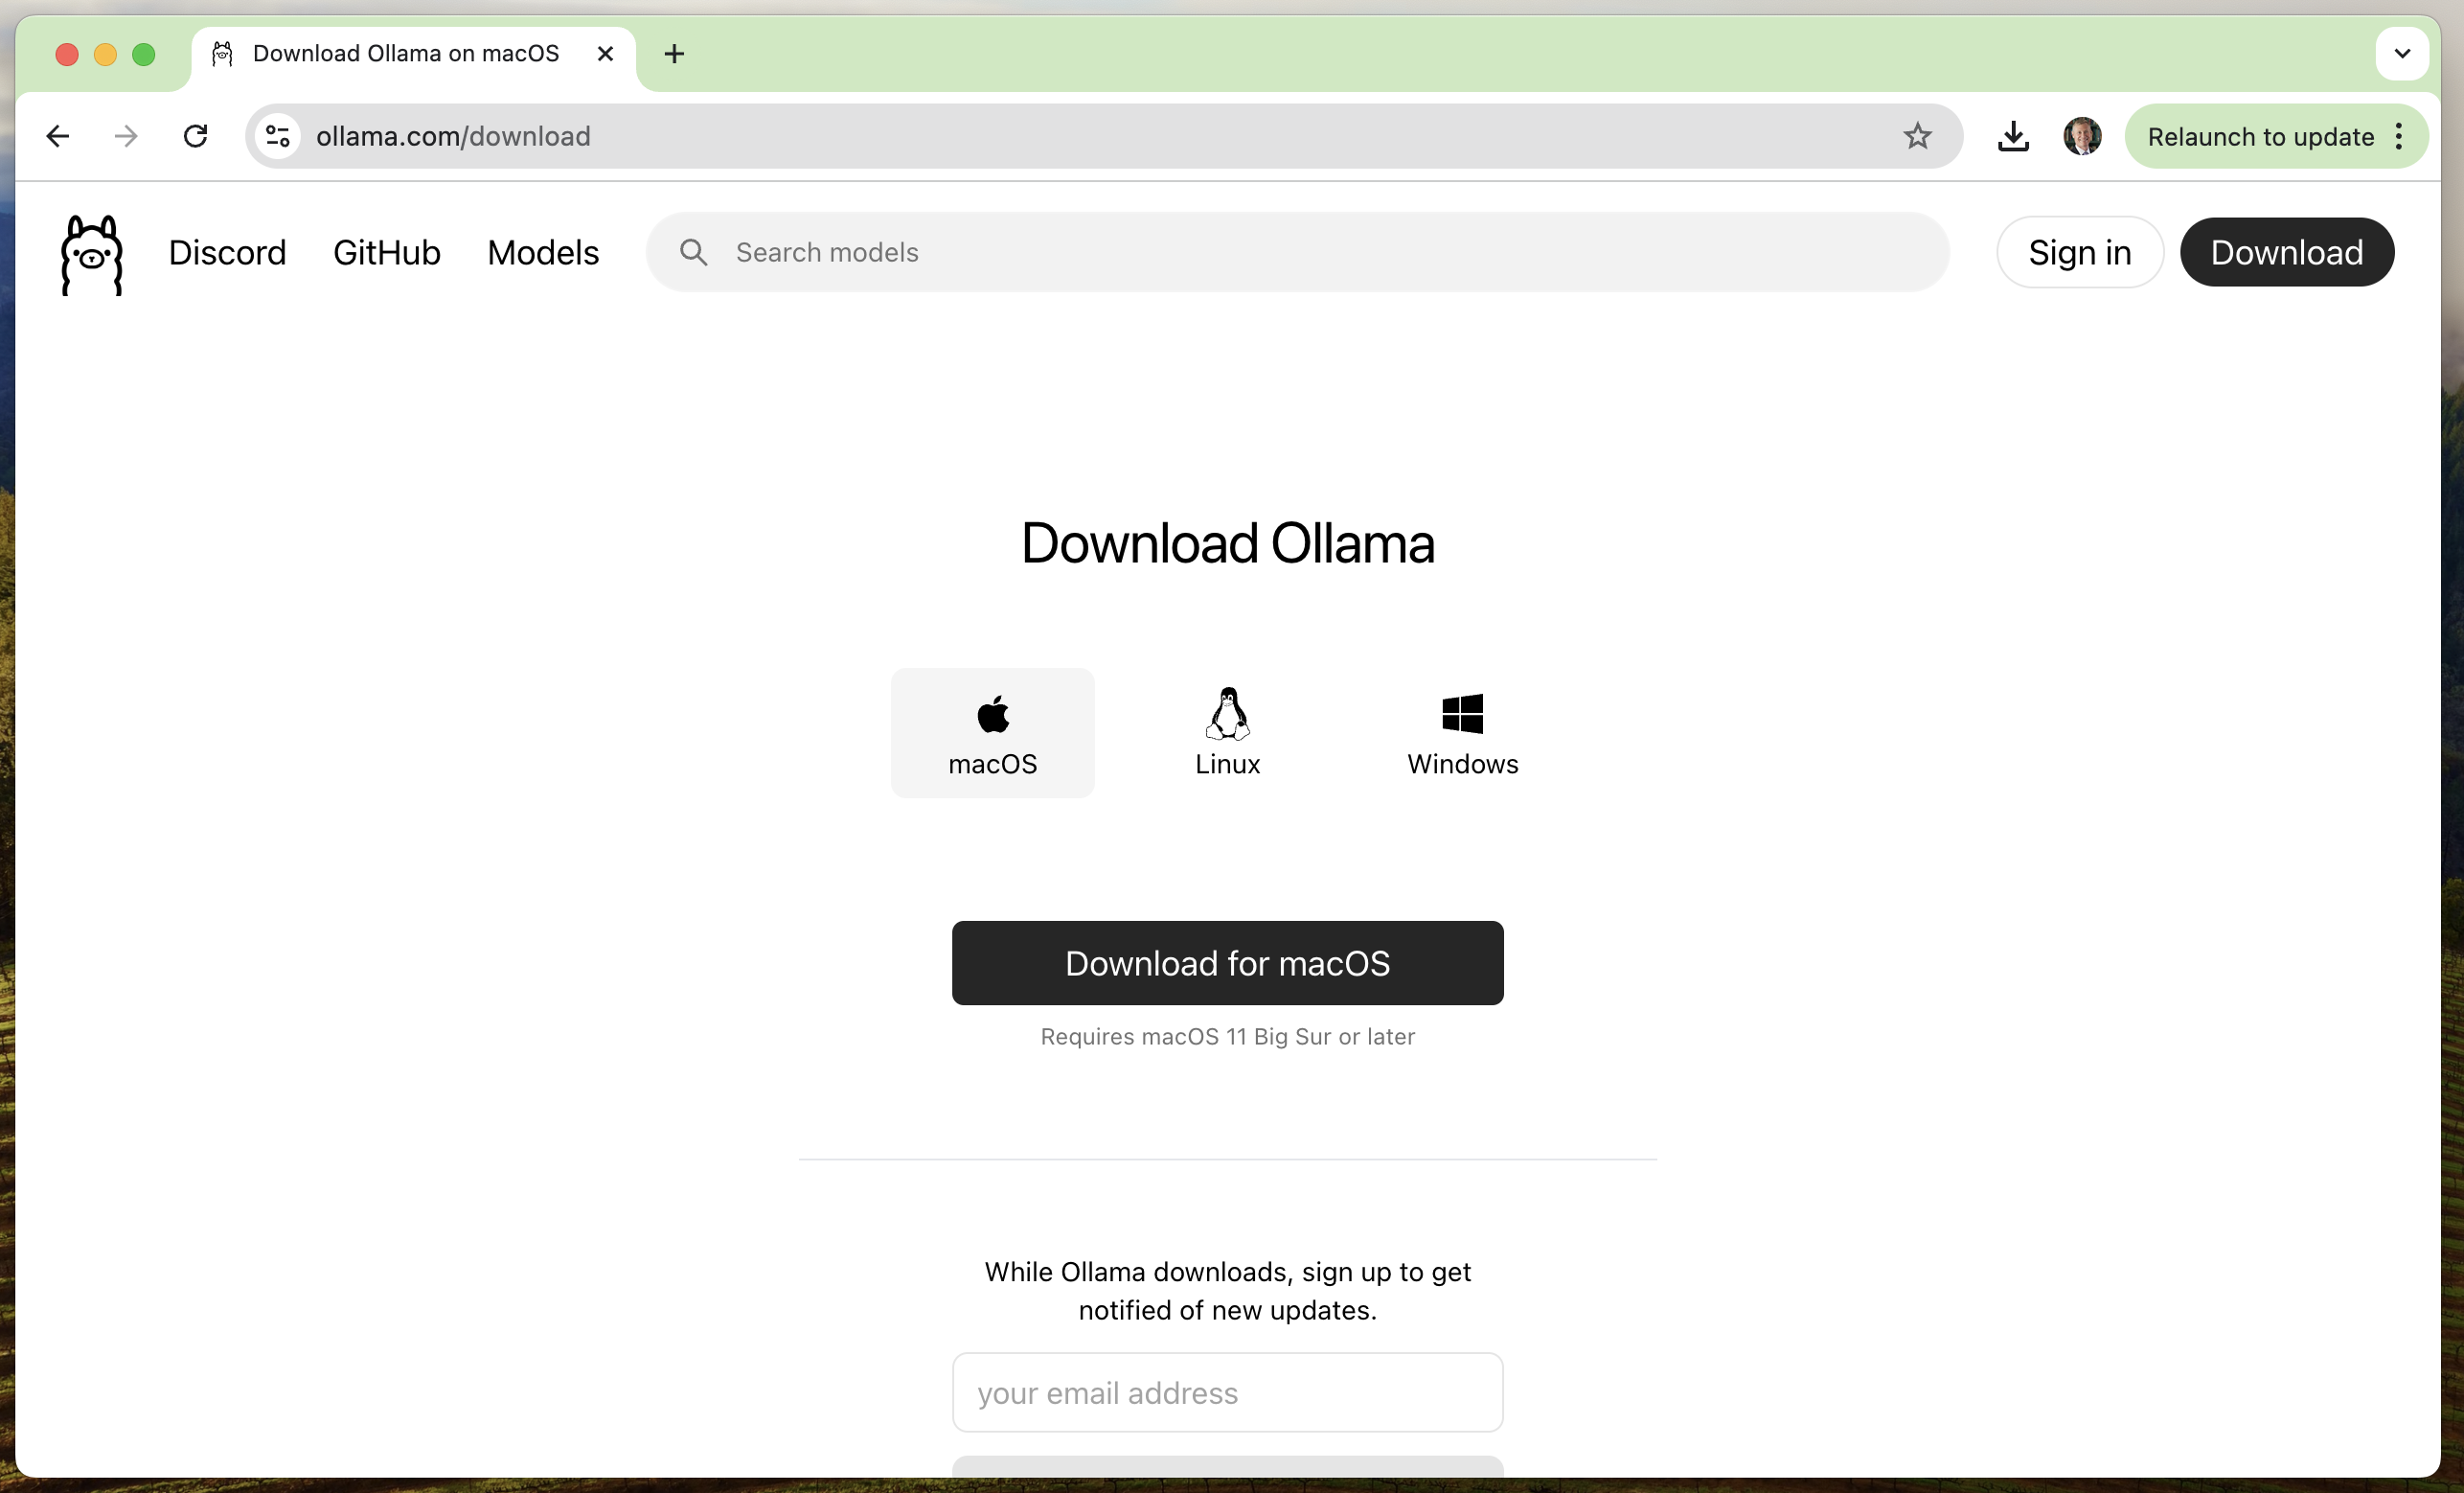 Download Ollama on macOS
ollama.com/download
Relaunch to update
Discord GitHub Models Search models Sign in Download
Download Ollama
macOS Linux Windows
Download for macOS
Requires macOS 11 Big Sur or later
While Ollama downloads, sign up to get
notified of new updates.
your email address